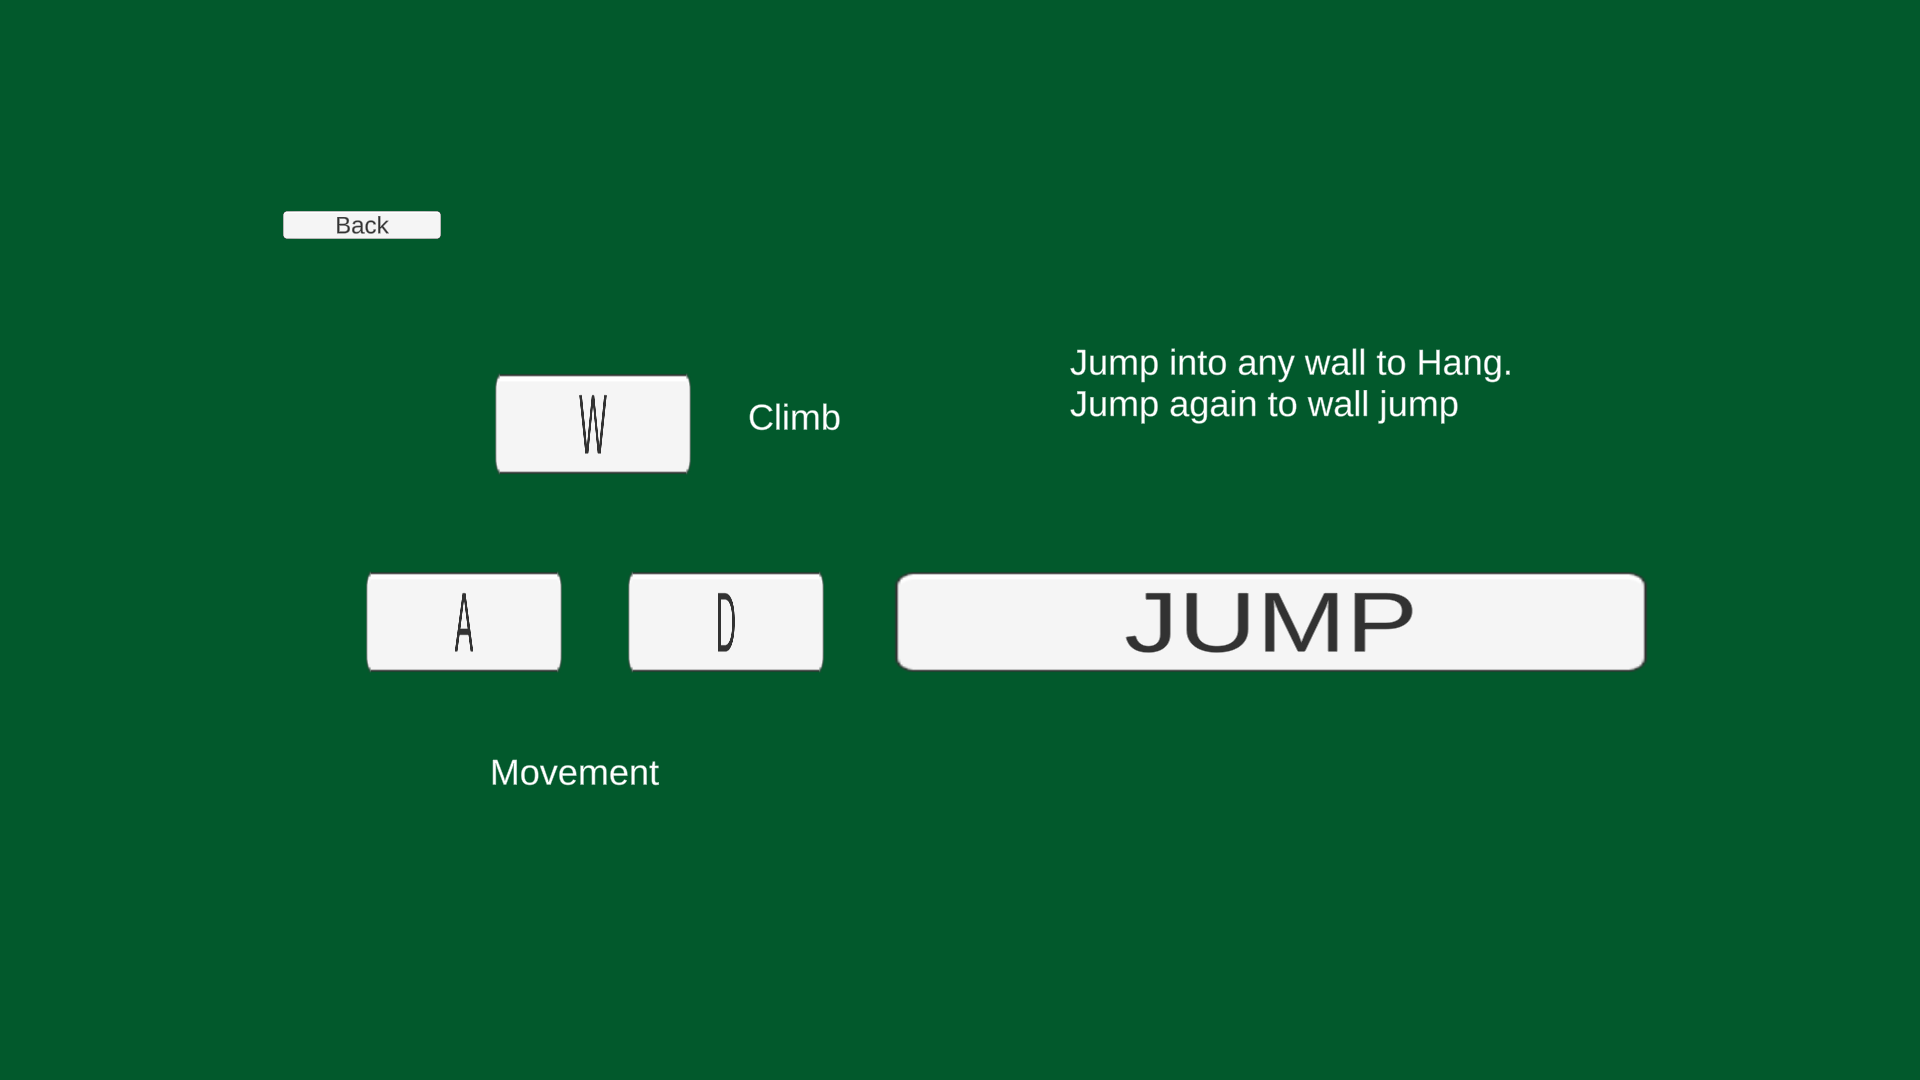 Back
Jump into any wall to Hang.
Jump again to wall jump
W
Climb
A
D
JUMP
Movement